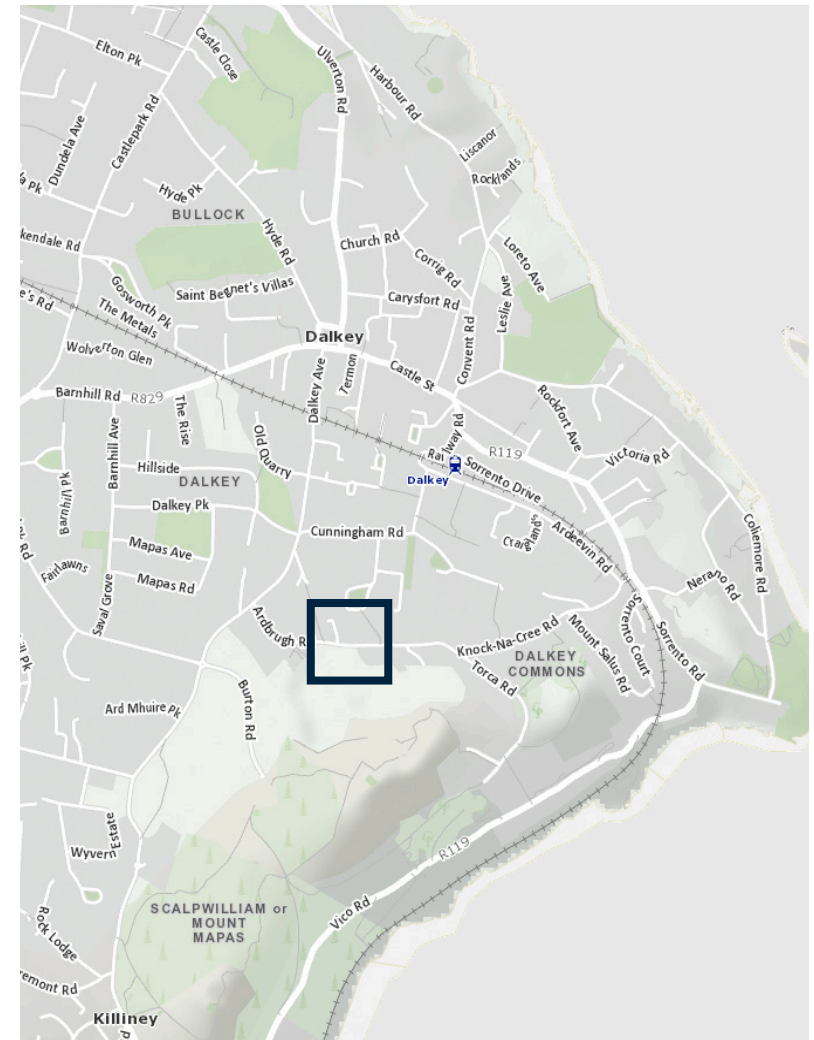 Elton Pk
Castle Close
Ulverton Rd
Harbour Rd
Dundela Ave
Castlepark Rd
Liscanor
Rocklands
la Pk
Hyde Pk
BULLOCK
Hyde Rd
Church Rd
Corrig Rd
Loreto Ave
kendale Rd
Gosworth Pk
Saint Begnet's Villas
Carysfort Rd
Leslie Ave
e's Rd
The Metals
Wolverton Glen
Dalkey
Convent Rd
Termon
Castle St
Dalkey Ave
Barnhill Rd
R829
The Rise
Rockfort Ave
Barnhill Ave
Old Quarry
Railway Rd
R119
Victoria Rd
Hillside
DALKEY
Dalkey
Sorrento Drive
Barnhill Pk
Dalkey Pk
Cunningham Rd
Ardeevin Rd
Coliemore Rd
Mapas Ave
Fairlawns
Mapas Rd
Nerano Rd
Saval Grove
Ardbrugh R
Knock-Na-Cree Rd
Mount Salus Rd
Sorrento Court
Sorrento Rd
DALKEY
COMMONS
Torca Rd
ill Pk
Burton Rd
Ard Mhuire Pk
Wyvern
Estate
R119
Vico Rd
SCALPWILLIAM or
MOUNT
MAPAS
Rock Lodge
remont Rd
Killiney